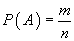 P(A) = m/n